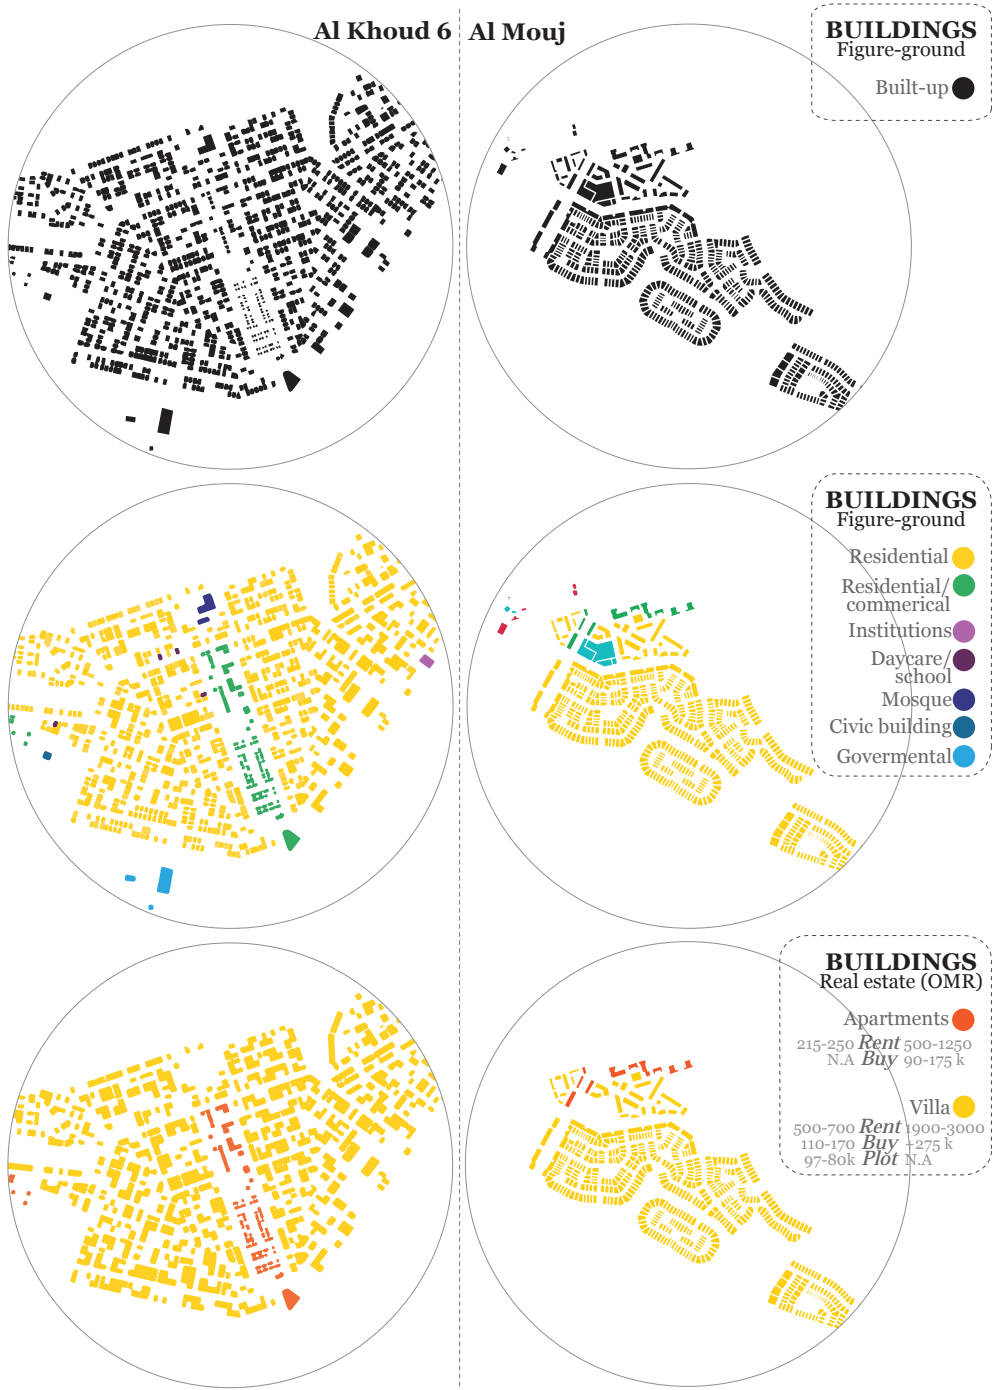 Al Khoud 6
Al Mouj
BUILDINGS
Figure-ground
Built-up
BUILDINGS
Figure-ground
Residential
Residential/
commerical
Institutions
Daycare/
school
Mosque
Civic building
Govermental
BUILDINGS
Real estate (OMR)
Apartments
215-250 Rent 500-1250
N.A Buy 90-175 k
Villa
500-700 Rent 1900-3000
110-170 Buy +275 k
97-80k Plot N.A